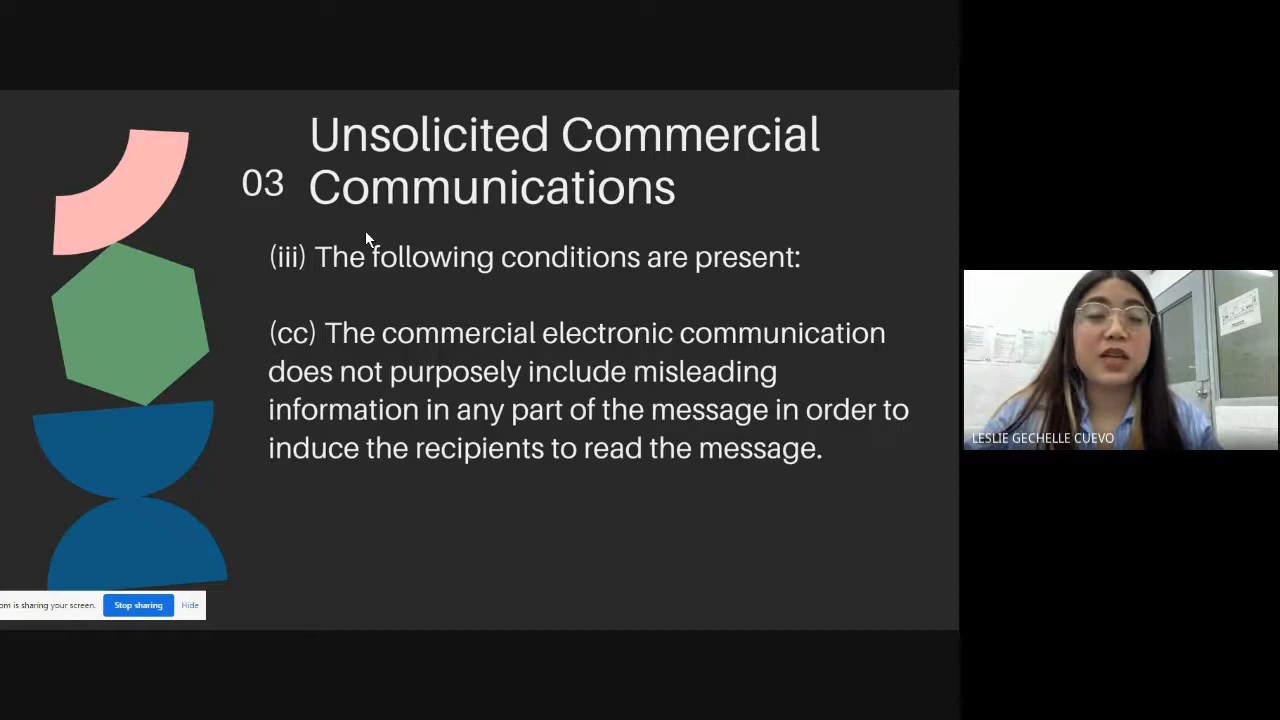 Unsolicited Commercial
03 Communications
(iii) The following conditions are present:
(cc) The commercial electronic communication
does not purposely include misleading
information in any part of the message in order to
induce the recipients to read the message.
om is sharing your screen. Stop sharing Hide
LESLIE GECHELLE CUEVO